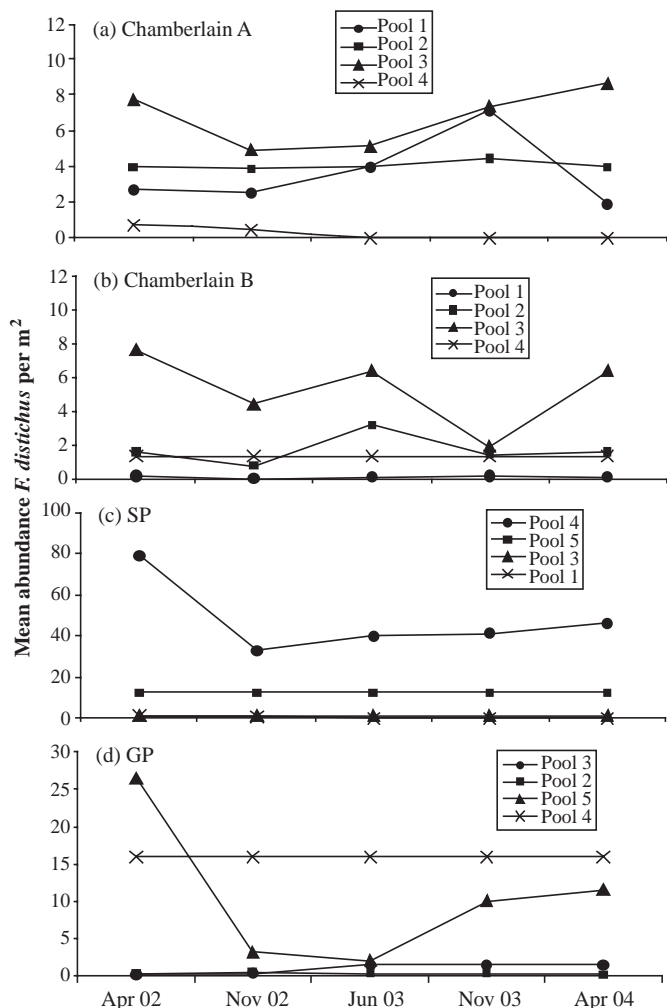 Mean abundance F. distichus per m²
(a) Chamberlain A
Pool 1
Pool 2
Pool 3
Pool 4
12
10
8
6
4
2
0
(b) Chamberlain B
Pool 1
Pool 2
Pool 3
Pool 4
12
10
8
6
4
2
0
(c) SP
Pool 4
Pool 5
Pool 3
Pool 1
100
80
60
40
20
0
(d) GP
Pool 3
Pool 2
Pool 5
Pool 4
30
25
20
15
10
5
0
Apr 02 Nov 02 Jun 03 Nov 03 Apr 04